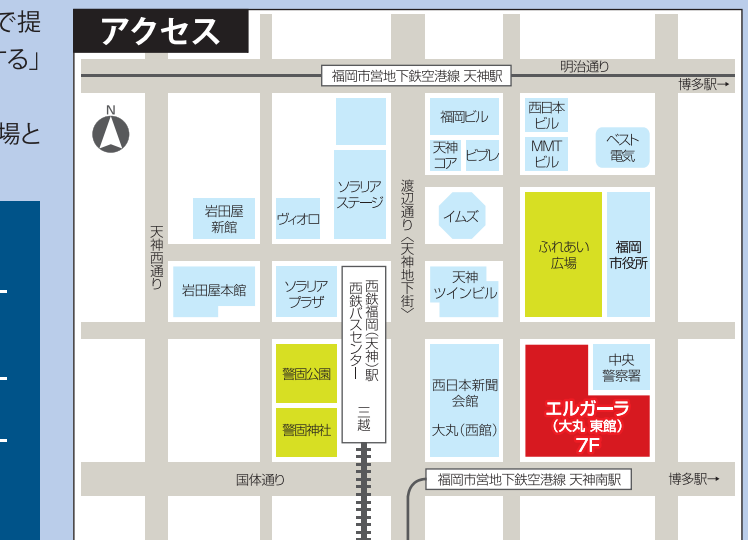 で提
する」
場と
アクセス
福岡市営地下鉄空港線 天神駅
明治通り
博多駅→
N
福岡ビル
天神
コア
ビブレ
西日本
ビル
MMT
ビル
ベスト
電気
ソラリア
ステージ
岩田屋
新館
ヴィオロ
渡辺通り〈天神地下街〉
イムズ
ふれあい
広場
福岡
市役所
天神西通り
岩田屋本館
ソラリア
プラザ
西鉄福岡(天神)駅
西鉄バスセンター
三越
天神
ツインビル
警固公園
警固神社
西日本新聞
会館
大丸(西館)
中央
警察署
エルガーラ
(大丸 東館)
7F
国体通り
福岡市営地下鉄空港線 天神南駅
博多駅→